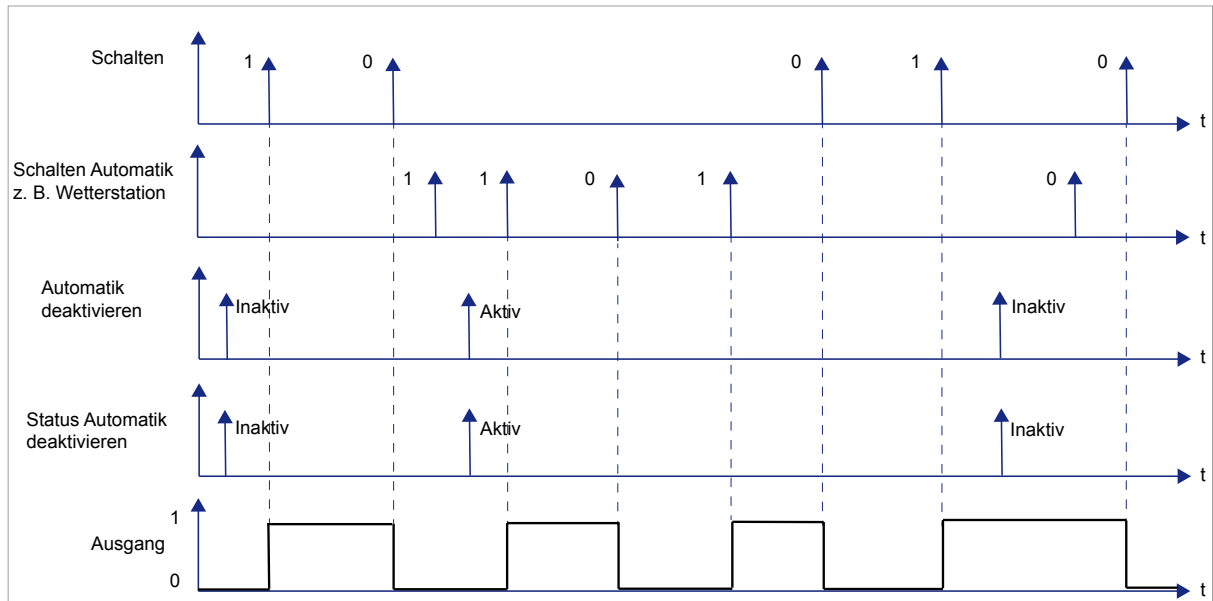 Schalten
1 0 0 1 0
t
Schalten Automatik
z. B. Wetterstation
1 1 0 1 0
t
Automatik
deaktivieren
Inaktiv Aktiv Inaktiv
t
Status Automatik
deaktivieren
Inaktiv Aktiv Inaktiv
t
1
Ausgang
0
t